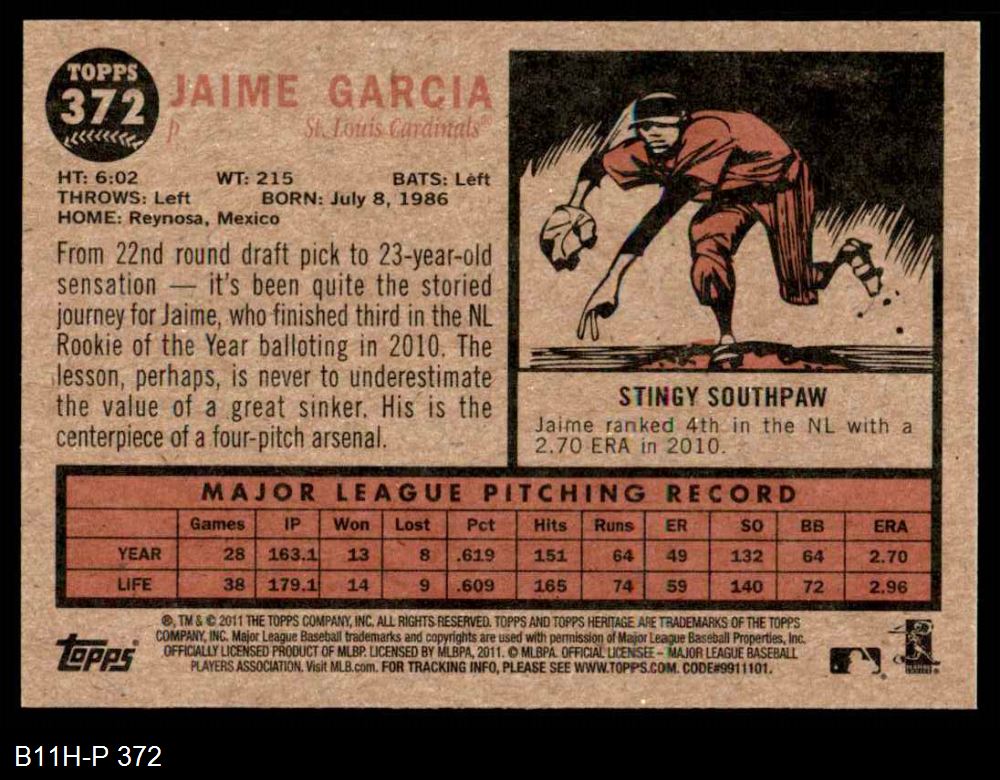 TOPPS
372
JAIME GARCIA
P
St. Louis Cardinals®
HT: 6:02 WT: 215 BATS: Left
THROWS: Left BORN: July 8, 1986
HOME: Reynosa, Mexico
From 22nd round draft pick to 23-year-old
sensation — it's been quite the storied
journey for Jaime, who finished third in the NL
Rookie of the Year balloting in 2010. The
lesson, perhaps, is never to underestimate
the value of a great sinker. His is the
centerpiece of a four-pitch arsenal.
STINGY SOUTHPAW
Jaime ranked 4th in the NL with a
2.70 ERA in 2010.
MAJOR LEAGUE PITCHING RECORD
Games IP Won Lost Pct Hits Runs ER SO BB ERA
YEAR 28 163.1 13 8 .619 151 64 49 132 64 2.70
LIFE 38 179.1 14 9 .609 165 74 59 140 72 2.96
®, TM & © 2011 THE TOPPS COMPANY, INC. ALL RIGHTS RESERVED. TOPPS AND TOPPS HERITAGE ARE TRADEMARKS OF THE TOPPS
COMPANY, INC. Major League Baseball trademarks and copyrights are used with permission of Major League Baseball Properties, Inc.
OFFICIALLY LICENSED PRODUCT OF MLBP. LICENSED BY MLBPA, 2011. © MLBPA. OFFICIAL LICENSEE – MAJOR LEAGUE BASEBALL
PLAYERS ASSOCIATION. Visit MLB.com. FOR TRACKING INFO, PLEASE SEE WWW.TOPPS.COM. CODE#9911101.
topps
B11H-P 372